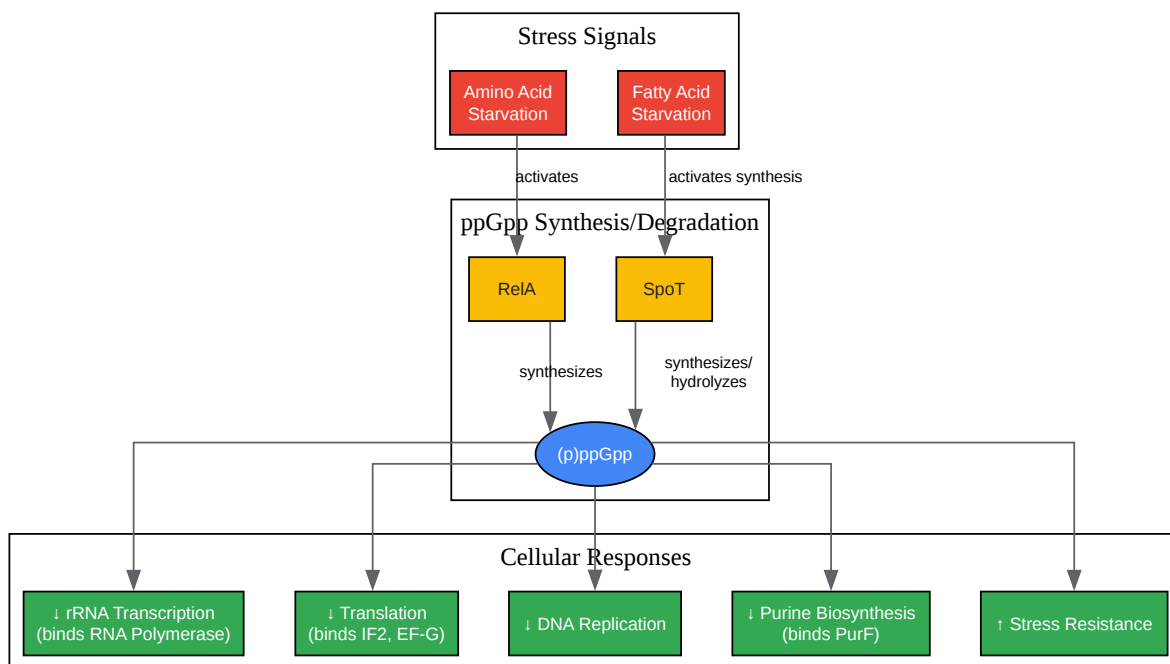 Stress Signals
Amino Acid
Starvation
Fatty Acid
Starvation
activates
activates synthesis
ppGpp Synthesis/Degradation
RelA
SpoT
synthesizes
synthesizes/
hydrolyzes
(p)ppGpp
Cellular Responses
↓ rRNA Transcription
(binds RNA Polymerase)
↓ Translation
(binds IF2, EF-G)
↓ DNA Replication
↓ Purine Biosynthesis
(binds PurF)
↑ Stress Resistance